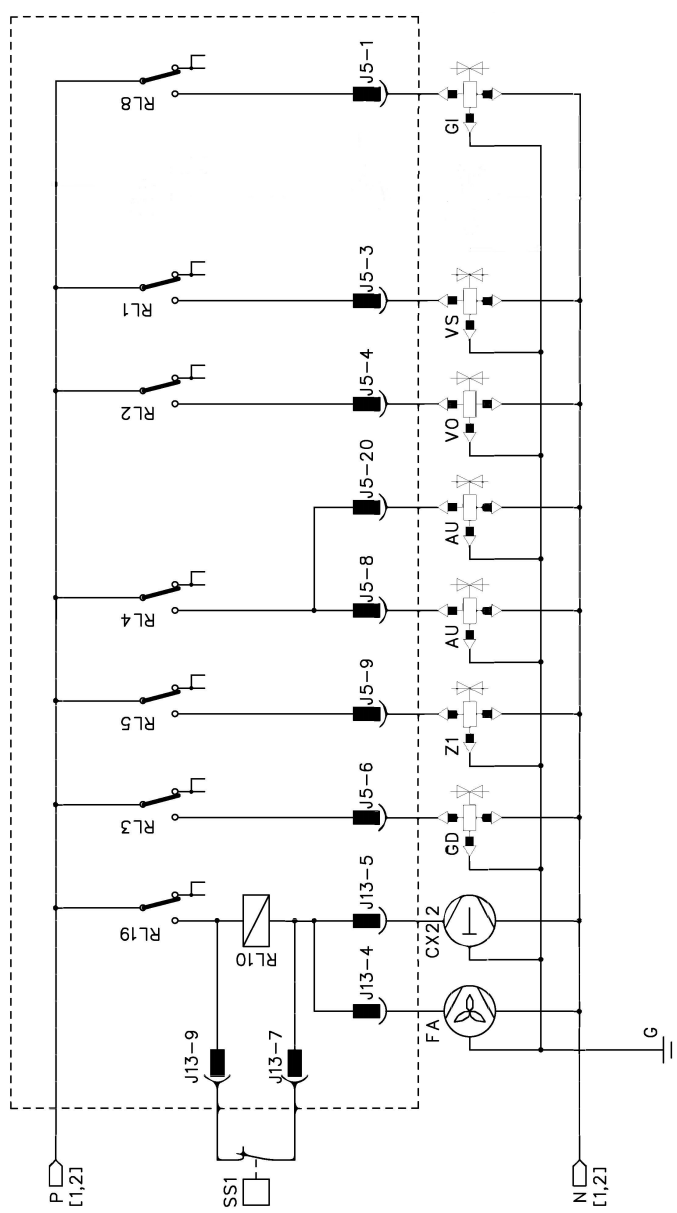 J5-1
RL8
GI
J5-3
RL1
VS
J5-4
RL2
VO
J5-20
AU
J5-8
RL4
AU
J5-9
RL5
Z1
J5-6
RL3
GD
J13-5
RL19
RL10
CX2.2
J13-4
FA
J13-9
J13-7
G
SS1
P
[1,2]
N
[1,2]